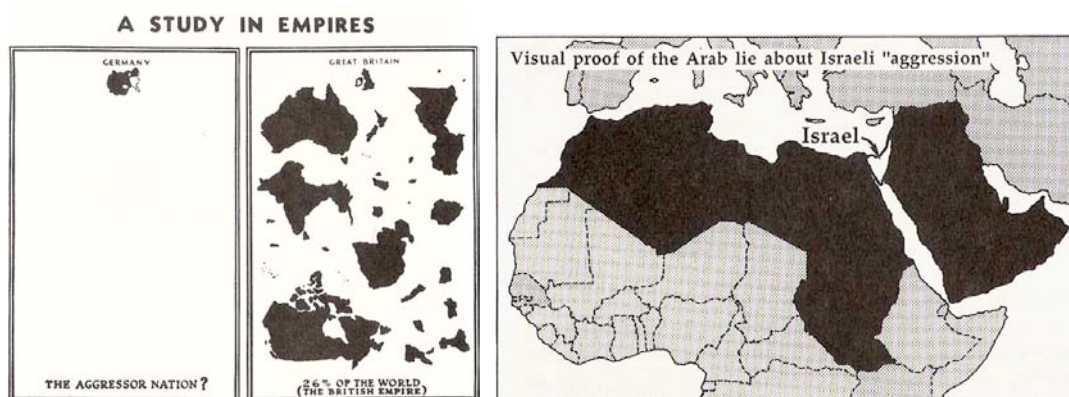 A STUDY IN EMPIRES
GERMANY
THE AGGRESSOR NATION?
GREAT BRITAIN
26% OF THE WORLD
(THE BRITISH EMPIRE)
Visual proof of the Arab lie about Israeli "aggression"
Israel